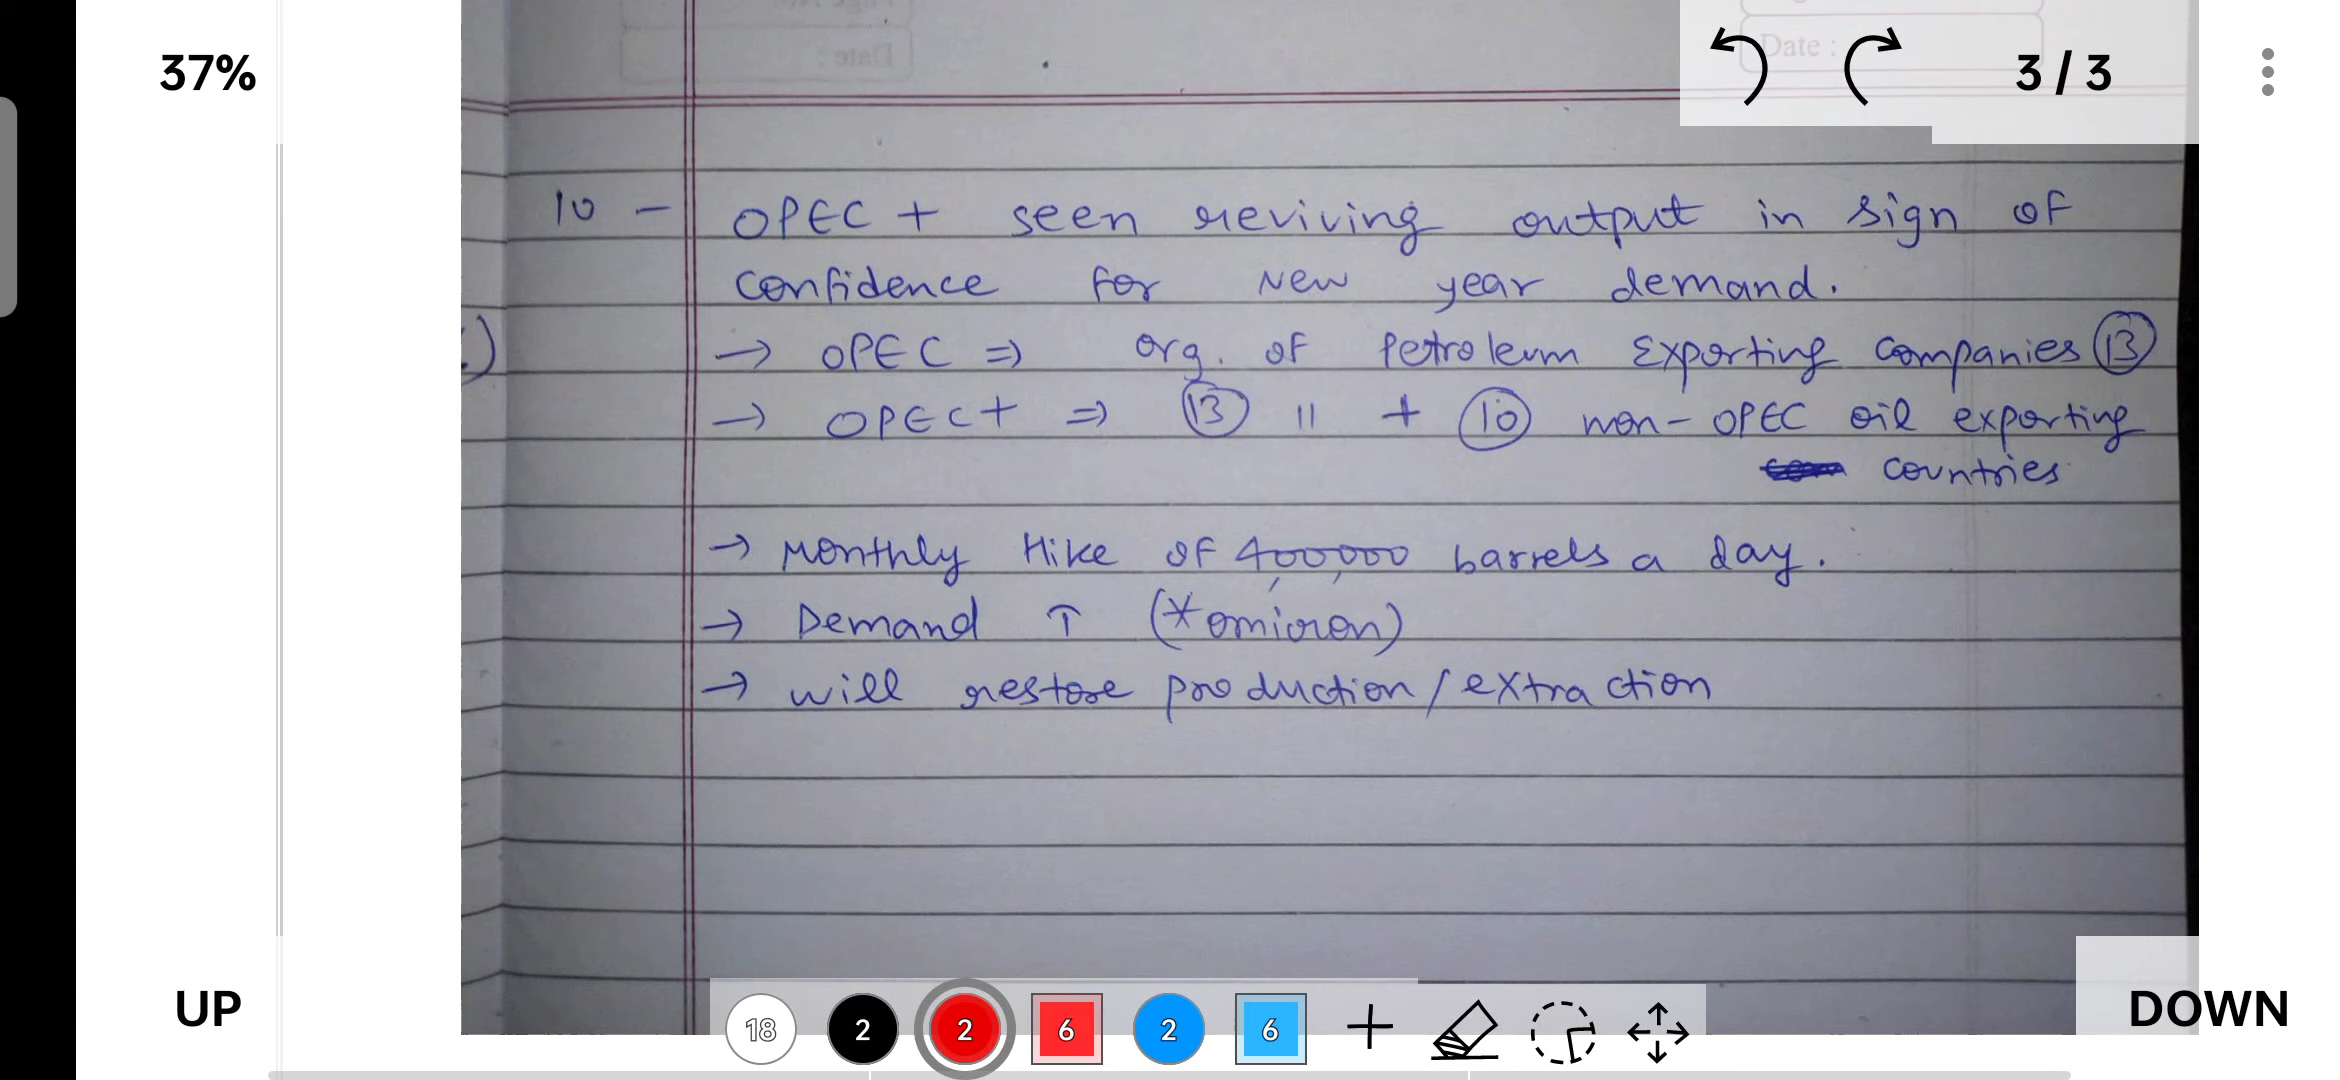 37%
Date :
3 / 3
10 - OPEC + seen reviving output in sign of
confidence for New year demand.
→ OPEC ⇒ org. of Petroleum Exporting Companies (13)
→ OPEC+ ⇒ (13) 11 + (10) non-OPEC oil exporting
countries
→ Monthly Hike of 400,000 barrels a day.
→ Demand ↑ (*omicron)
→ will restore production/extraction
UP
18 2 2 6 2 6
DOWN